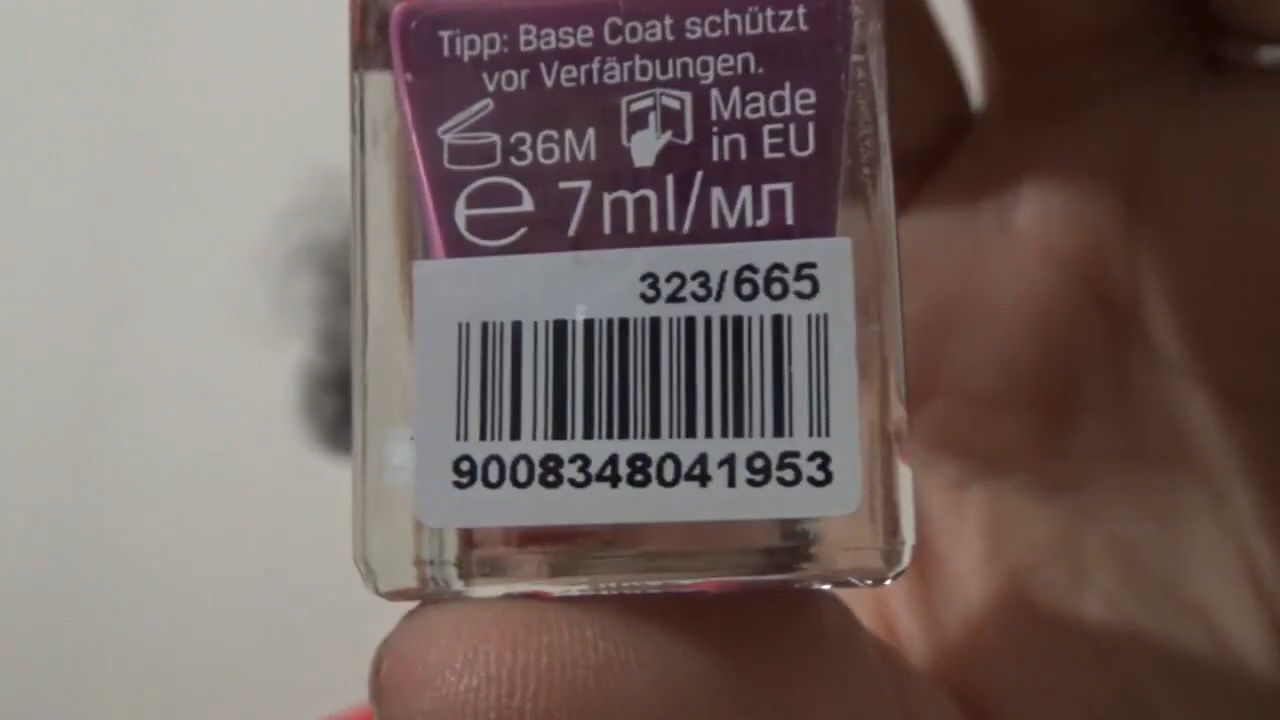 Tipp: Base Coat schützt
vor Verfärbungen.
36M
Made
in EU
e 7ml/мл
323/665
9008348041953